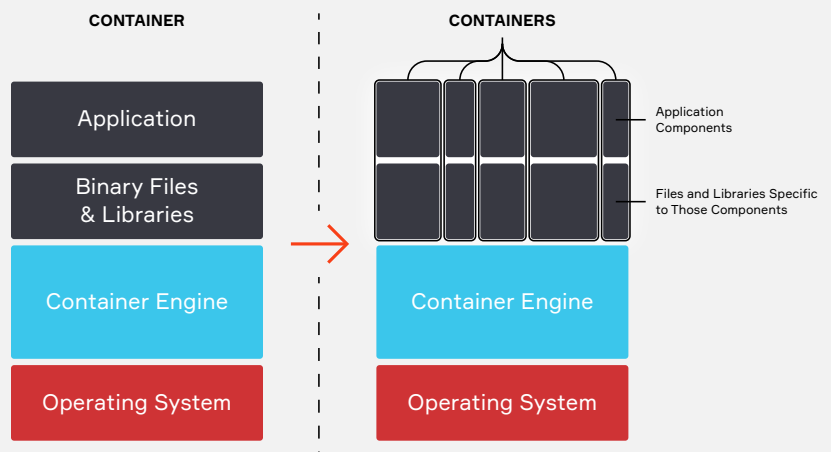 CONTAINER
Application
Binary Files
& Libraries
Container Engine
Operating System
CONTAINERS
Application
Components
Files and Libraries Specific
to Those Components
Container Engine
Operating System